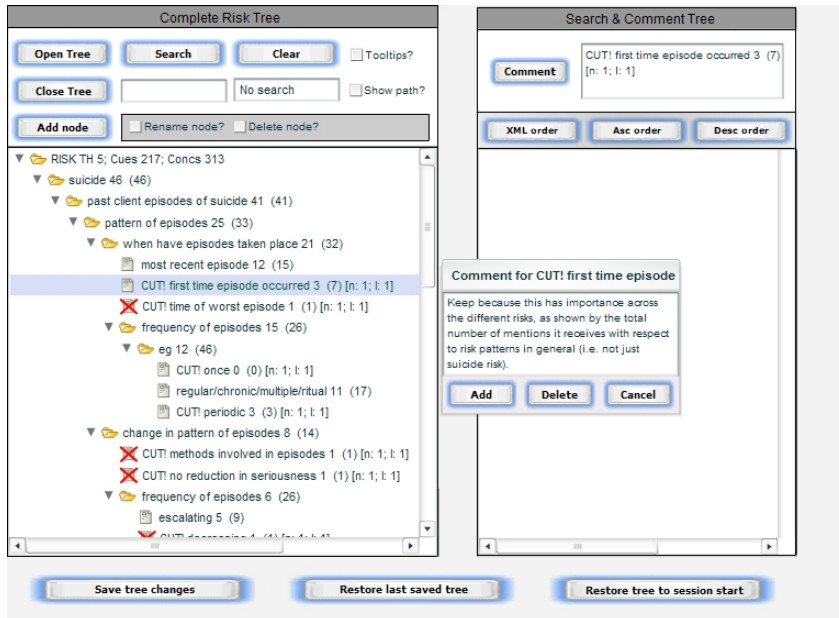 Complete Risk Tree
Open Tree
Search
Clear
Tooltips?
Close Tree
No search
Show path?
Add node
Rename node?
Delete node?
RISK TH 5; Cues 217; Concs 313
suicide 46 (46)
past client episodes of suicide 41 (41)
pattern of episodes 25 (33)
when have episodes taken place 21 (32)
most recent episode 12 (15)
CUT! first time episode occurred 3 (7) [n: 1; l: 1]
CUT! time of worst episode 1 (1) [n: 1; l: 1]
frequency of episodes 15 (26)
eg 12 (46)
CUT! once 0 (0) [n: 1; l: 1]
regular/chronic/multiple/ritual 11 (17)
CUT! periodic 3 (3) [n: 1; l: 1]
change in pattern of episodes 8 (14)
CUT! methods involved in episodes 1 (1) [n: 1; l: 1]
CUT! no reduction in seriousness 1 (1) [n: 1; l: 1]
frequency of episodes 6 (26)
escalating 5 (9)
CUT! decreasing 1 (1) [n: 1; l: 1]
Search & Comment Tree
Comment
CUT! first time episode occurred 3 (7)
[n: 1; l: 1]
XML order
Asc order
Desc order
Comment for CUT! first time episode
Keep because this has importance across
the different risks, as shown by the total
number of mentions it receives with respect
to risk patterns in general (i.e. not just
suicide risk).
Add
Delete
Cancel
Save tree changes
Restore last saved tree
Restore tree to session start